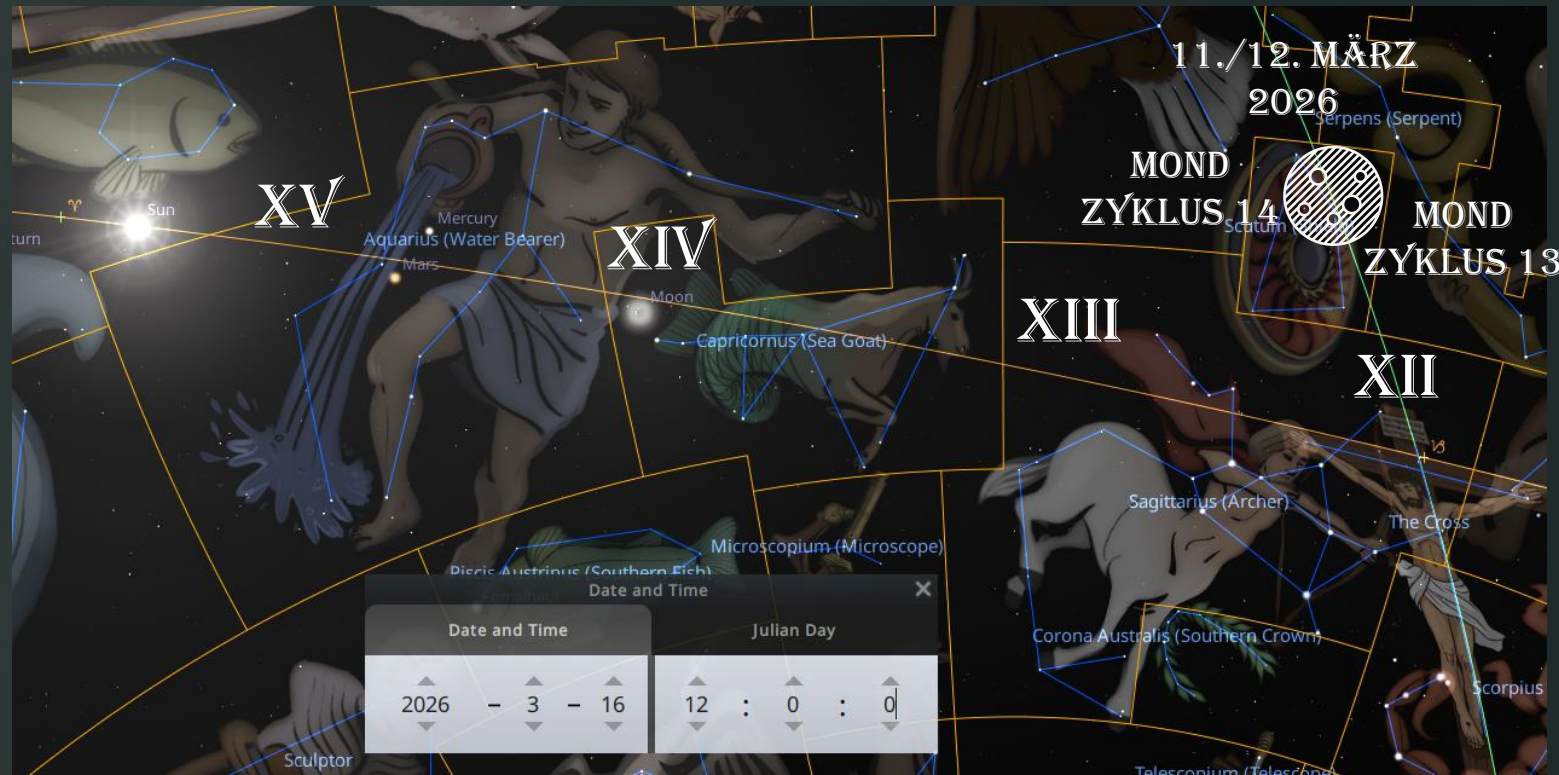 11./12. MÄRZ
2026
Serpens (Serpent)
MOND
ZYKLUS 14
MOND
ZYKLUS 13
Sun
XV
Mercury
Aquarius (Water Bearer)
Mars
XIV
Moon
Capricornus (Sea Goat)
XIII
XII
Sagittarius (Archer)
The Cross
Microscopium (Microscope)
Piscis Austrinus (Southern Fish)
Corona Australis (Southern Crown)
Scorpius
Sculptor
Telescopium (Telescope)
Date and Time
Date and Time
Julian Day
2026 – 3 – 16
12 : 0 : 0